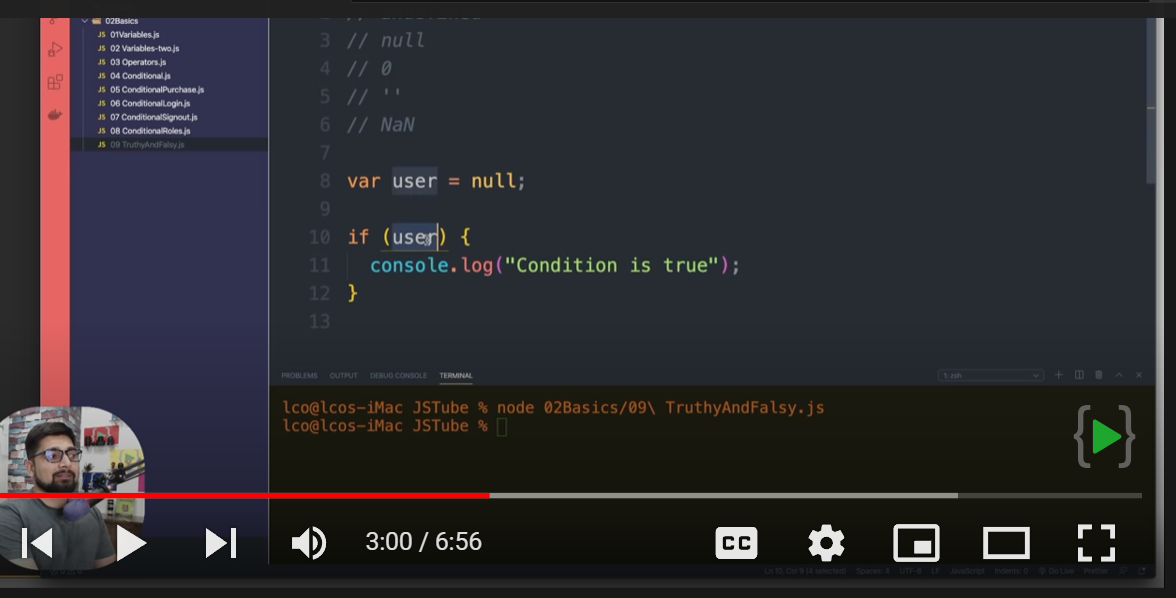 02Basics
JS 01Variables.js
JS 02 Variables-two.js
JS 03 Operators.js
JS 04 Conditional.js
JS 05 ConditionalPurchase.js
JS 06 ConditionalLogin.js
JS 07 ConditionalSignout.js
JS 08 ConditionalRoles.js
JS 09 TruthyAndFalsy.js
3 // null
4 // 0
5 // ''
6 // NaN
7
8 var user = null;
9
10 if (user) {
11 console.log("Condition is true");
12 }
13
PROBLEMS OUTPUT DEBUG CONSOLE TERMINAL
1: zsh
lco@lcos-iMac JSTube % node 02Basics/09\ TruthyAndFalsy.js
lco@lcos-iMac JSTube %
3:00 / 6:56
CC
Ln 10, Col 9 (4 selected) Spaces: 4 UTF-8 LF JavaScript Go Live Prettier